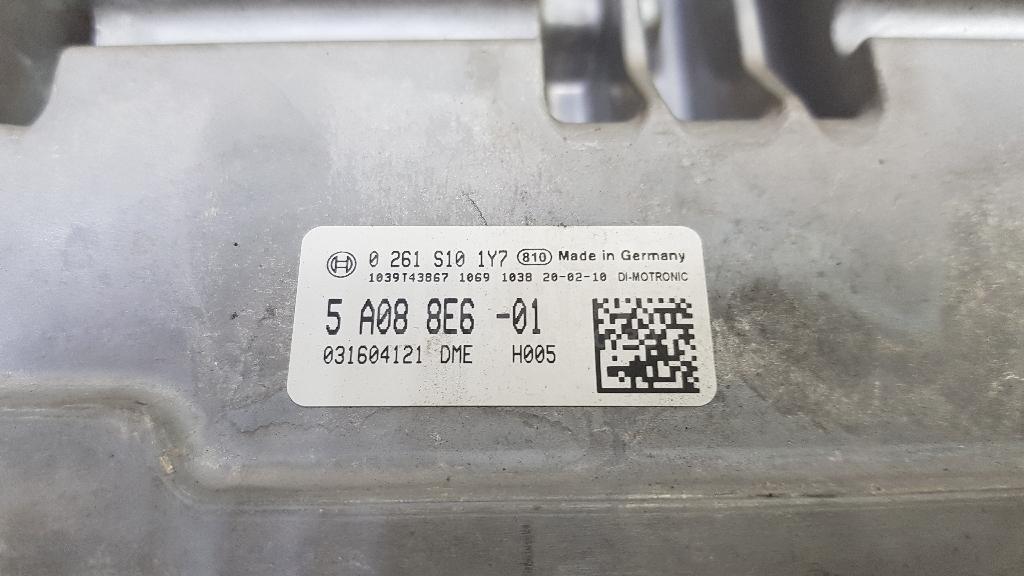 0 261 S10 1Y7 810 Made in Germany
1039T43867 1069 1038 20-02-10 DI-MOTRONIC
5 A08 8E6 -01
031604121 DME H005